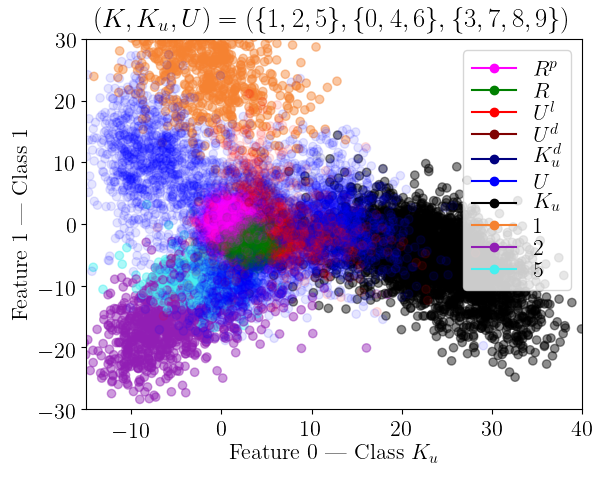 (K, K_u, U) = ({1, 2, 5}, {0, 4, 6}, {3, 7, 8, 9})
30
20
10
0
−10
−20
−30
Feature 1 — Class 1
R^p
R
U^l
U^d
K_u^d
U
K_u
1
2
5
−10
0
10
20
30
40
Feature 0 — Class K_u